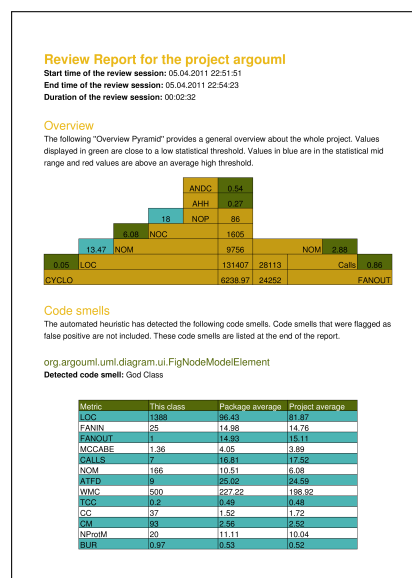 Review Report for the project argouml
Start time of the review session: 05.04.2011 22:51:51
End time of the review session: 05.04.2011 22:54:23
Duration of the review session: 00:02:32
Overview
The following "Overview Pyramid" provides a general overview about the whole project. Values
displayed in green are close to a low statistical threshold. Values in blue are in the statistical mid
range and red values are above an average high threshold.
ANDC 0.54
AHH 0.27
18 NOP 86
6.08 NOC 1605
13.47 NOM 9756 NOM 2.88
0.05 LOC 131407 28113 Calls 0.86
CYCLO 6238.97 24252 FANOUT
Code smells
The automated heuristic has detected the following code smells. Code smells that were flagged as
false positive are not included. These code smells are listed at the end of the report.
org.argouml.uml.diagram.ui.FigNodeModelElement
Detected code smell: God Class
Metric This class Package average Project average
LOC 1388 96.43 81.87
FANIN 25 14.98 14.76
FANOUT 1 14.93 15.11
MCCABE 1.36 4.05 3.89
CALLS 7 16.81 17.52
NOM 166 10.51 6.08
ATFD 9 25.02 24.59
WMC 500 227.22 198.92
TCC 0.2 0.49 0.48
CC 37 1.52 1.72
CM 93 2.56 2.52
NProtM 20 11.11 10.04
BUR 0.97 0.53 0.52